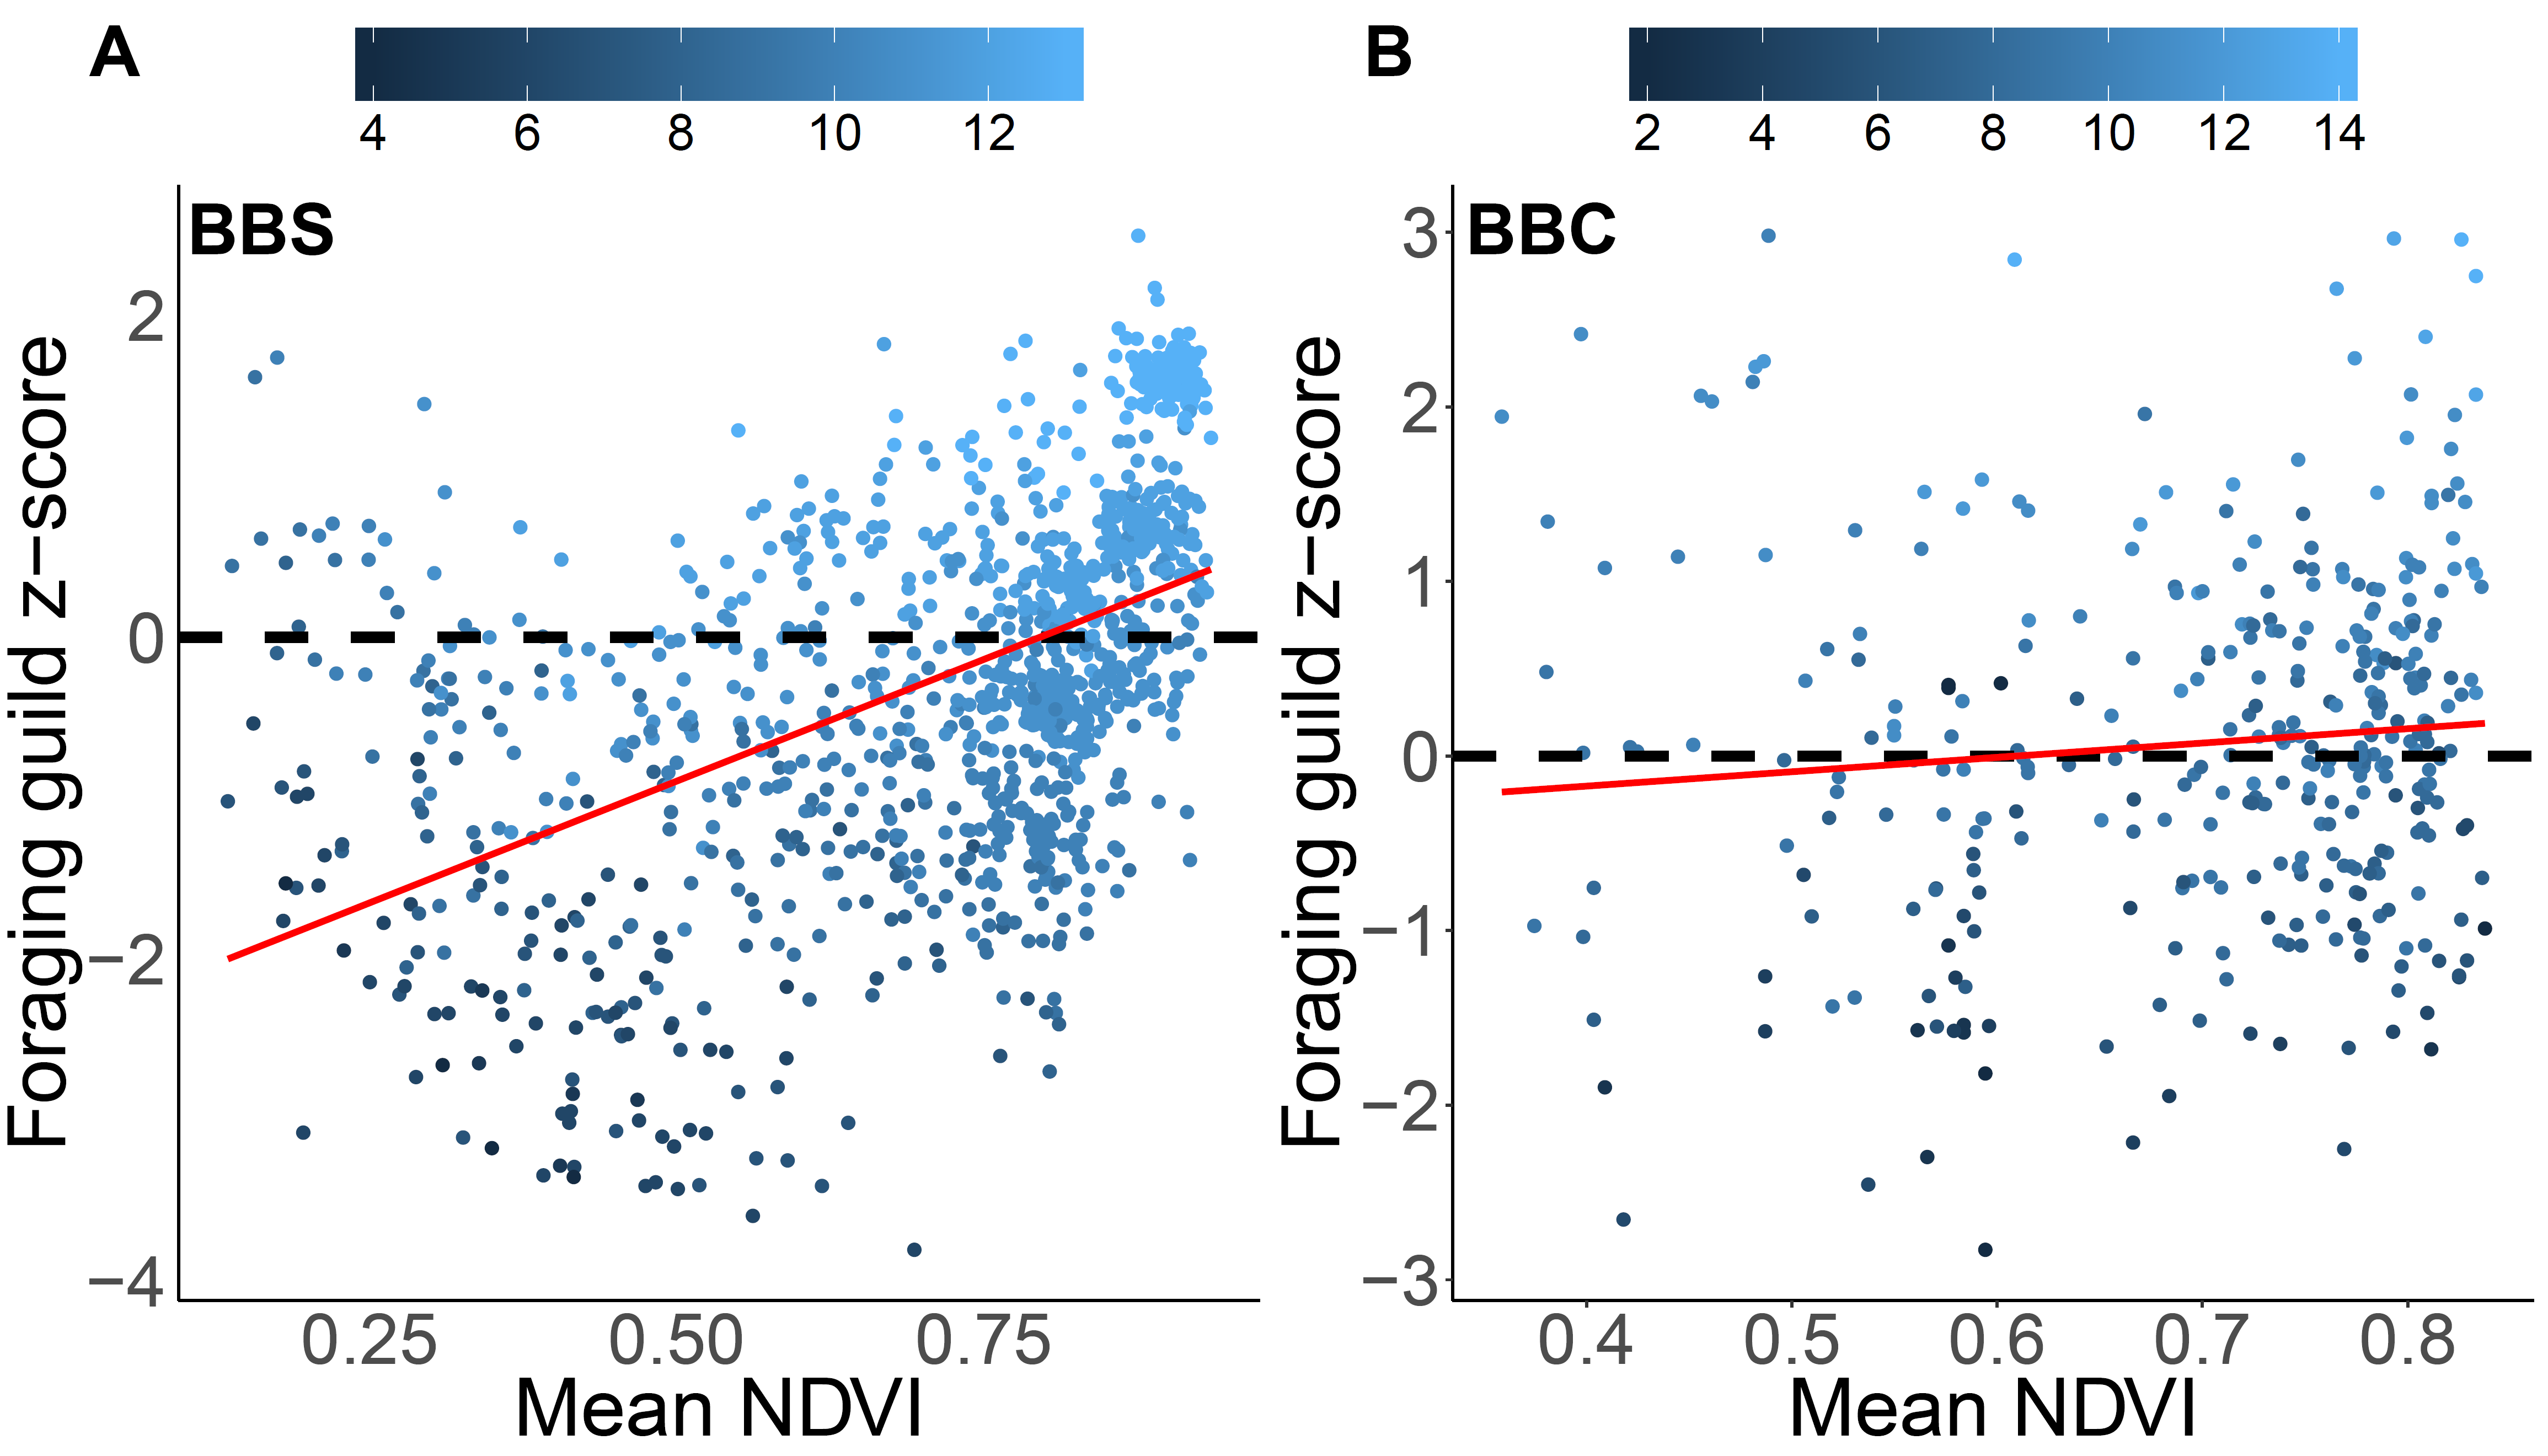 A
4 6 8 10 12
BBS
Foraging guild z−score
2
0
−2
−4
0.25 0.50 0.75
Mean NDVI
B
2 4 6 8 10 12 14
BBC
Foraging guild z−score
3
2
1
0
−1
−2
−3
0.4 0.5 0.6 0.7 0.8
Mean NDVI